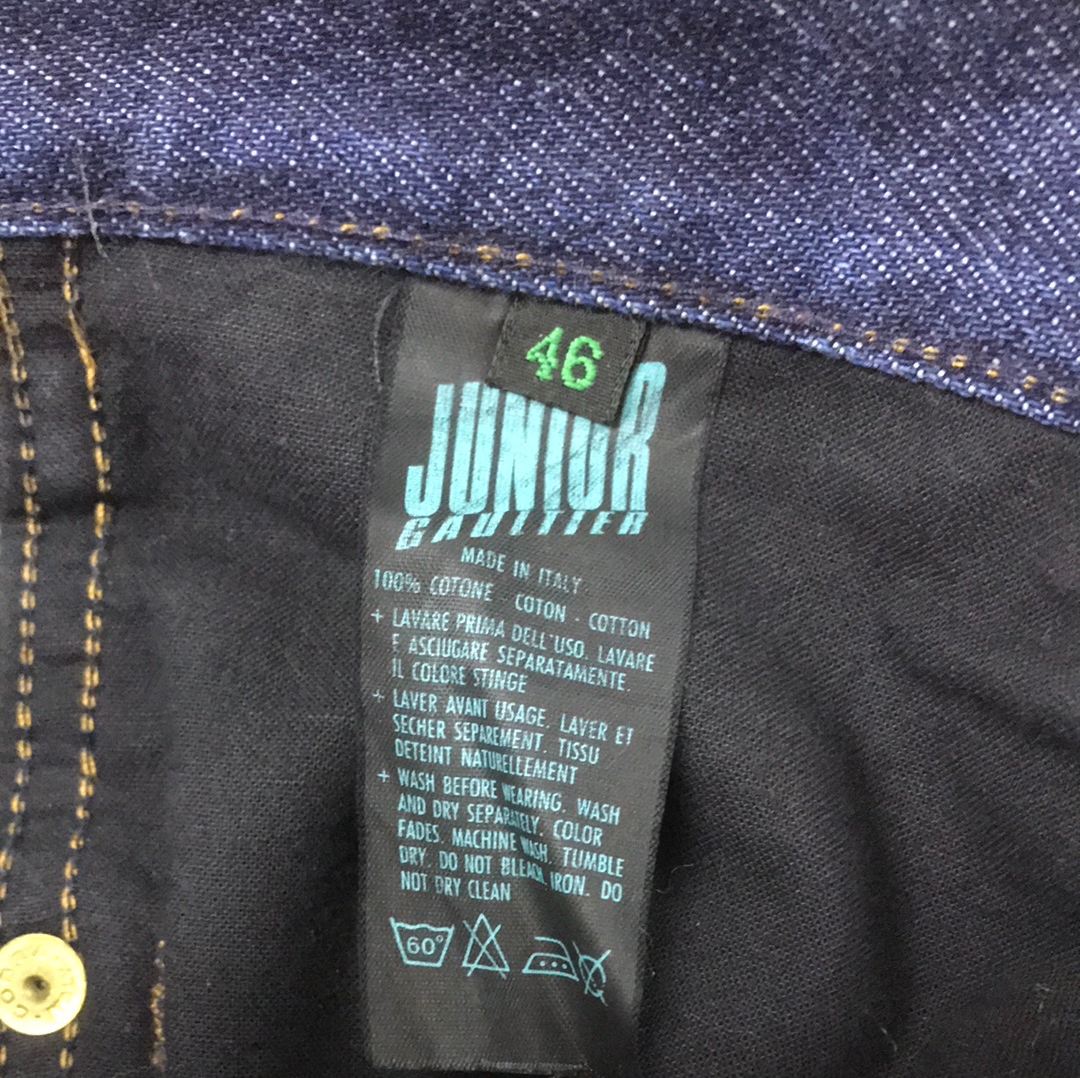 46
JUNIOR
GAULTIER
MADE IN ITALY
100% COTONE - COTON - COTTON
+ LAVARE PRIMA DELL'USO. LAVARE
E ASCIUGARE SEPARATAMENTE.
IL COLORE STINGE
+ LAVER AVANT USAGE. LAVER ET
SECHER SEPAREMENT. TISSU
DETEINT NATURELLEMENT
+ WASH BEFORE WEARING. WASH
AND DRY SEPARATELY. COLOR
FADES. MACHINE WASH. TUMBLE
DRY. DO NOT BLEACH. IRON. DO
NOT DRY CLEAN
60°